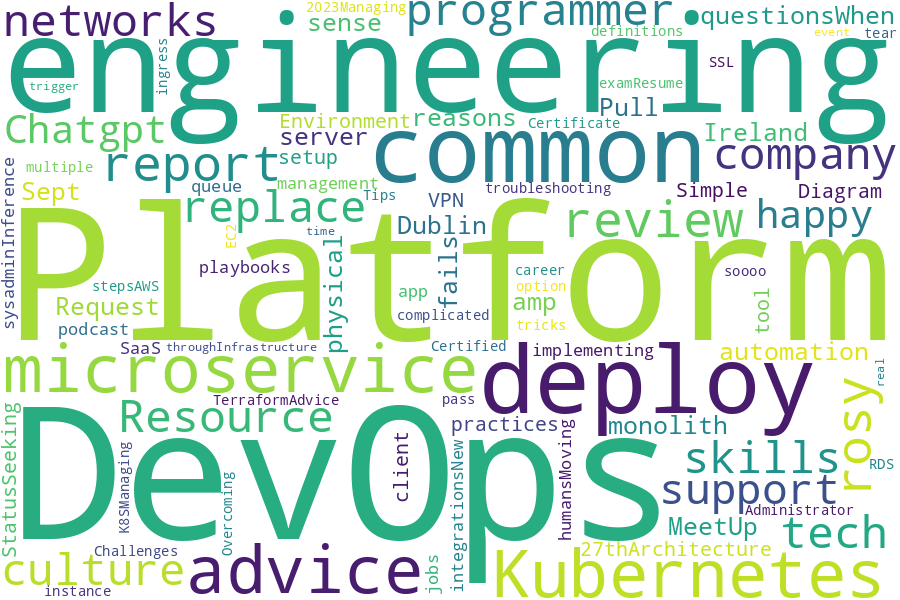 networks
2023Managing
sense
programmer
questionsWhen
definitions
event
tear
engineering
ingress
trigger
SSL
examResume
Pull
Chatgpt
Environment
reasons
Certificate
Ireland
server
common
company
report
setup
multiple
queue
management
Tips
troubleshooting
Simple
Diagram
Sept
replace
VPN
review
happy
sysadminInference
EC2
time
Dublin
Platform
physical
fails
playbooks
career
soooo
stepsAWS
option
app
amp
tool
Request
complicated
tricks
podcast
SaaS
throughInfrastructure
Certified
implementing
automation
microservice
deploy
real
TerraformAdvice
pass
rosy
StatusSeeking
Resource
practices
monolith
DevOps
client
K8SManaging
Overcoming
integrationsNew
humansMoving
skills
RDS
support
Administrator
MeetUp
tech
Challenges
27thArchitecture
culture
advice
jobs
Kubernetes
instance